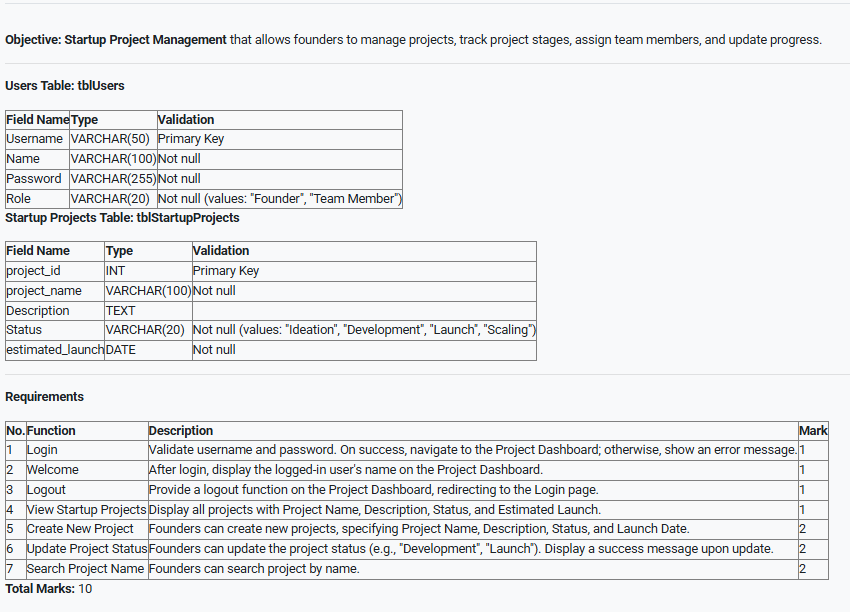 Objective: Startup Project Management that allows founders to manage projects, track project stages, assign team members, and update progress.
Users Table: tblUsers
Field Name Type Validation
Username VARCHAR(50) Primary Key
Name VARCHAR(100) Not null
Password VARCHAR(255) Not null
Role VARCHAR(20) Not null (values: "Founder", "Team Member")
Startup Projects Table: tblStartupProjects
Field Name Type Validation
project_id INT Primary Key
project_name VARCHAR(100) Not null
Description TEXT
Status VARCHAR(20) Not null (values: "Ideation", "Development", "Launch", "Scaling")
estimated_launch DATE Not null
Requirements
No. Function Description Mark
1 Login Validate username and password. On success, navigate to the Project Dashboard; otherwise, show an error message. 1
2 Welcome After login, display the logged-in user's name on the Project Dashboard. 1
3 Logout Provide a logout function on the Project Dashboard, redirecting to the Login page. 1
4 View Startup Projects Display all projects with Project Name, Description, Status, and Estimated Launch. 1
5 Create New Project Founders can create new projects, specifying Project Name, Description, Status, and Launch Date. 2
6 Update Project Status Founders can update the project status (e.g., "Development", "Launch"). Display a success message upon update. 2
7 Search Project Name Founders can search project by name. 2
Total Marks: 10